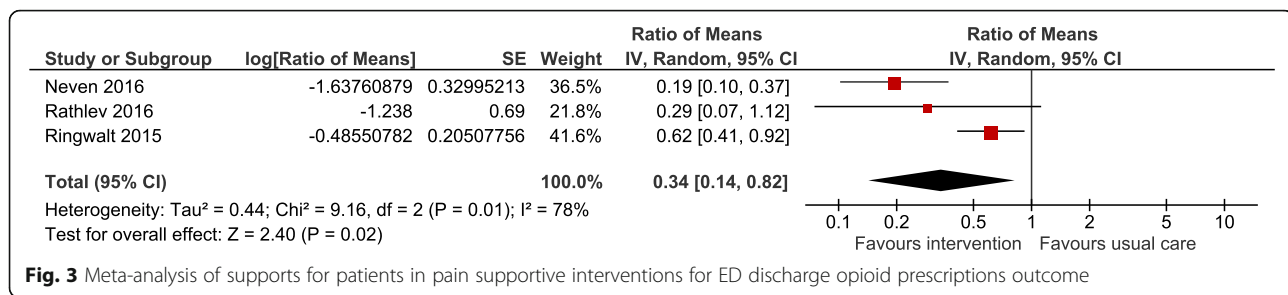 Ratio of Means Ratio of Means
Study or Subgroup log[Ratio of Means] SE Weight IV, Random, 95% CI IV, Random, 95% CI
Neven 2016 -1.63760879 0.32995213 36.5% 0.19 [0.10, 0.37]
Rathlev 2016 -1.238 0.69 21.8% 0.29 [0.07, 1.12]
Ringwalt 2015 -0.48550782 0.20507756 41.6% 0.62 [0.41, 0.92]
Total (95% CI) 100.0% 0.34 [0.14, 0.82]
Heterogeneity: Tau² = 0.44; Chi² = 9.16, df = 2 (P = 0.01); I² = 78%
Test for overall effect: Z = 2.40 (P = 0.02)
0.1 0.2 0.5 1 2 5 10
Favours intervention Favours usual care
Fig. 3 Meta-analysis of supports for patients in pain supportive interventions for ED discharge opioid prescriptions outcome